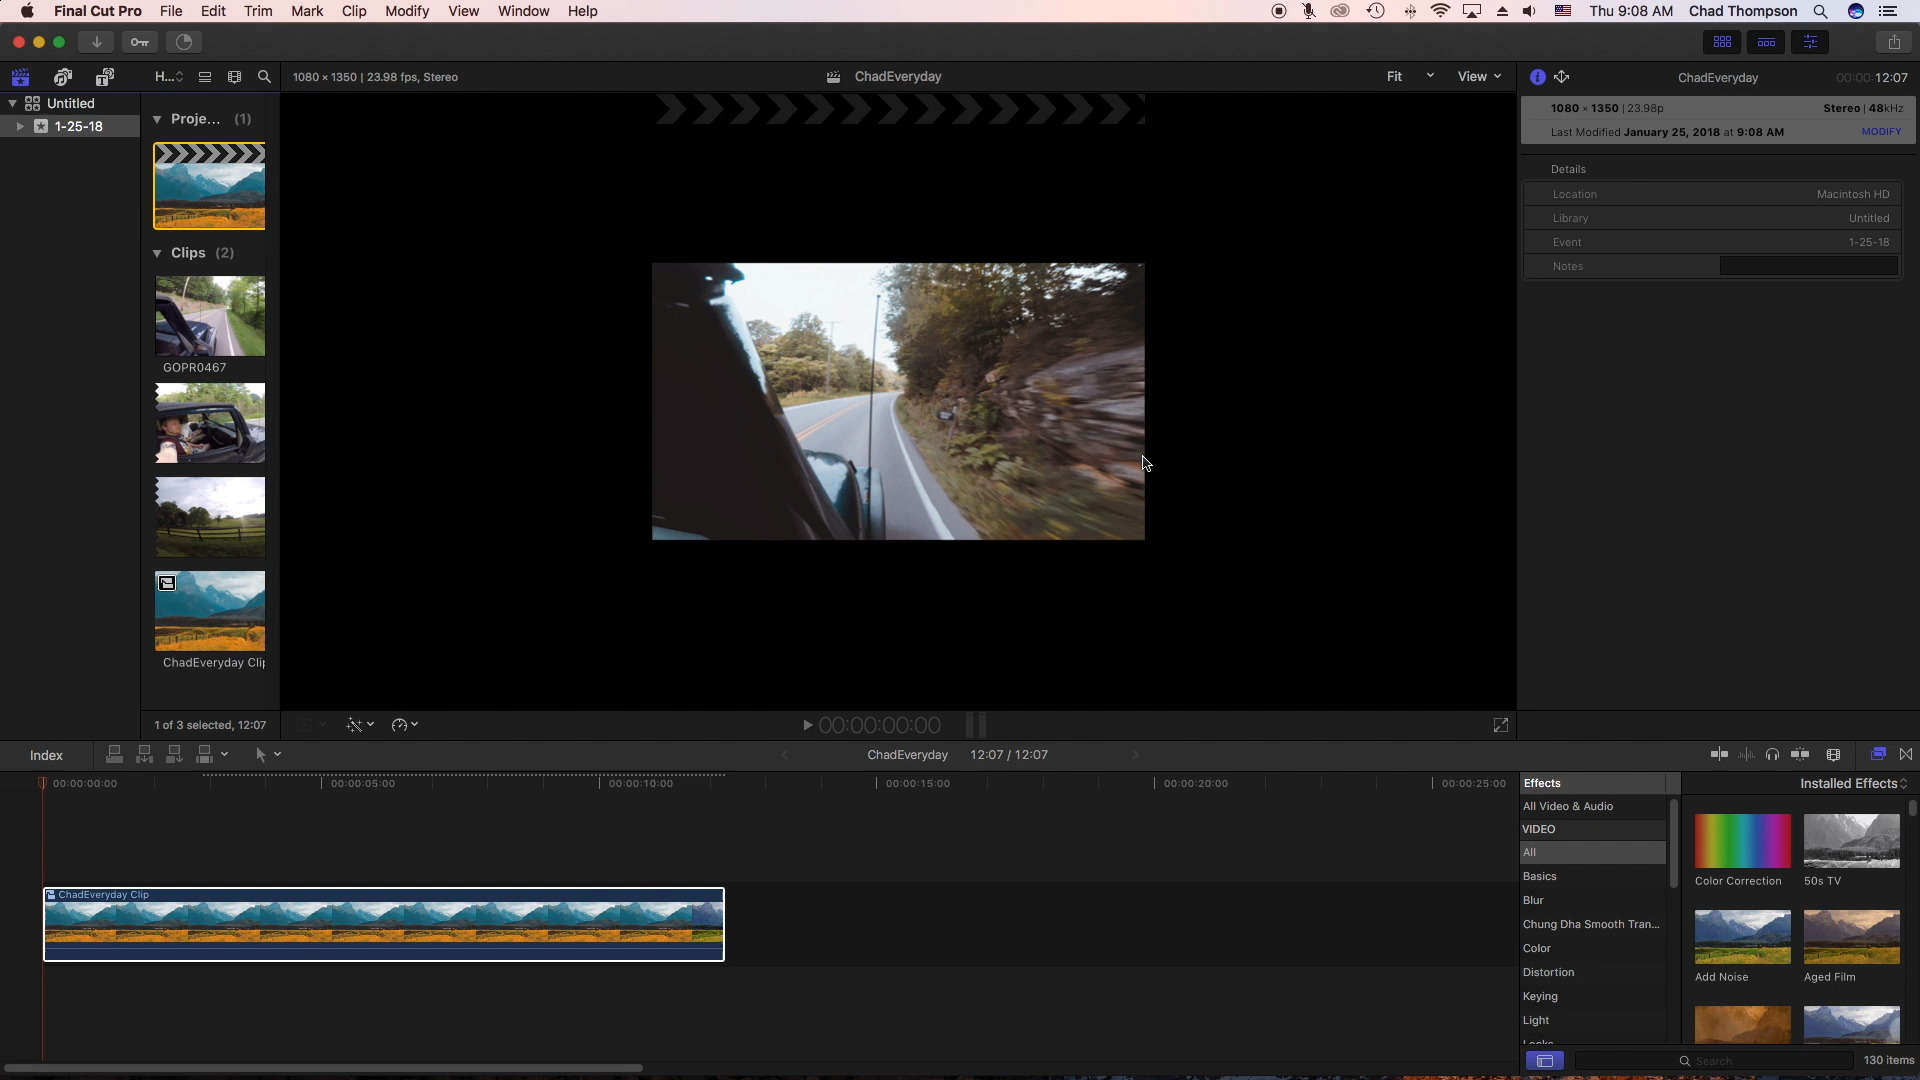 Final Cut Pro File Edit Trim Mark Clip Modify View Window Help Thu 9:08 AM Chad Thompson
H... 1080 × 1350 | 23.98 fps, Stereo ChadEveryday Fit View ChadEveryday 00:00:12:07
Untitled
1-25-18
Proje... (1)
Clips (2)
GOPR0467
ChadEveryday Clip
1 of 3 selected, 12:07
1080 × 1350 | 23.98p Stereo | 48kHz
Last Modified January 25, 2018 at 9:08 AM MODIFY
Details
Location Macintosh HD
Library Untitled
Event 1-25-18
Notes
00:00:00:00
Index ChadEveryday 12:07 / 12:07
00:00:00:00 00:00:05:00 00:00:10:00 00:00:15:00 00:00:20:00 00:00:25:00
ChadEveryday Clip
Effects Installed Effects
All Video & Audio
VIDEO
All
Basics
Blur
Chung Dha Smooth Tran...
Color
Distortion
Keying
Light
Looks
Color Correction 50s TV
Add Noise Aged Film
Search 130 items